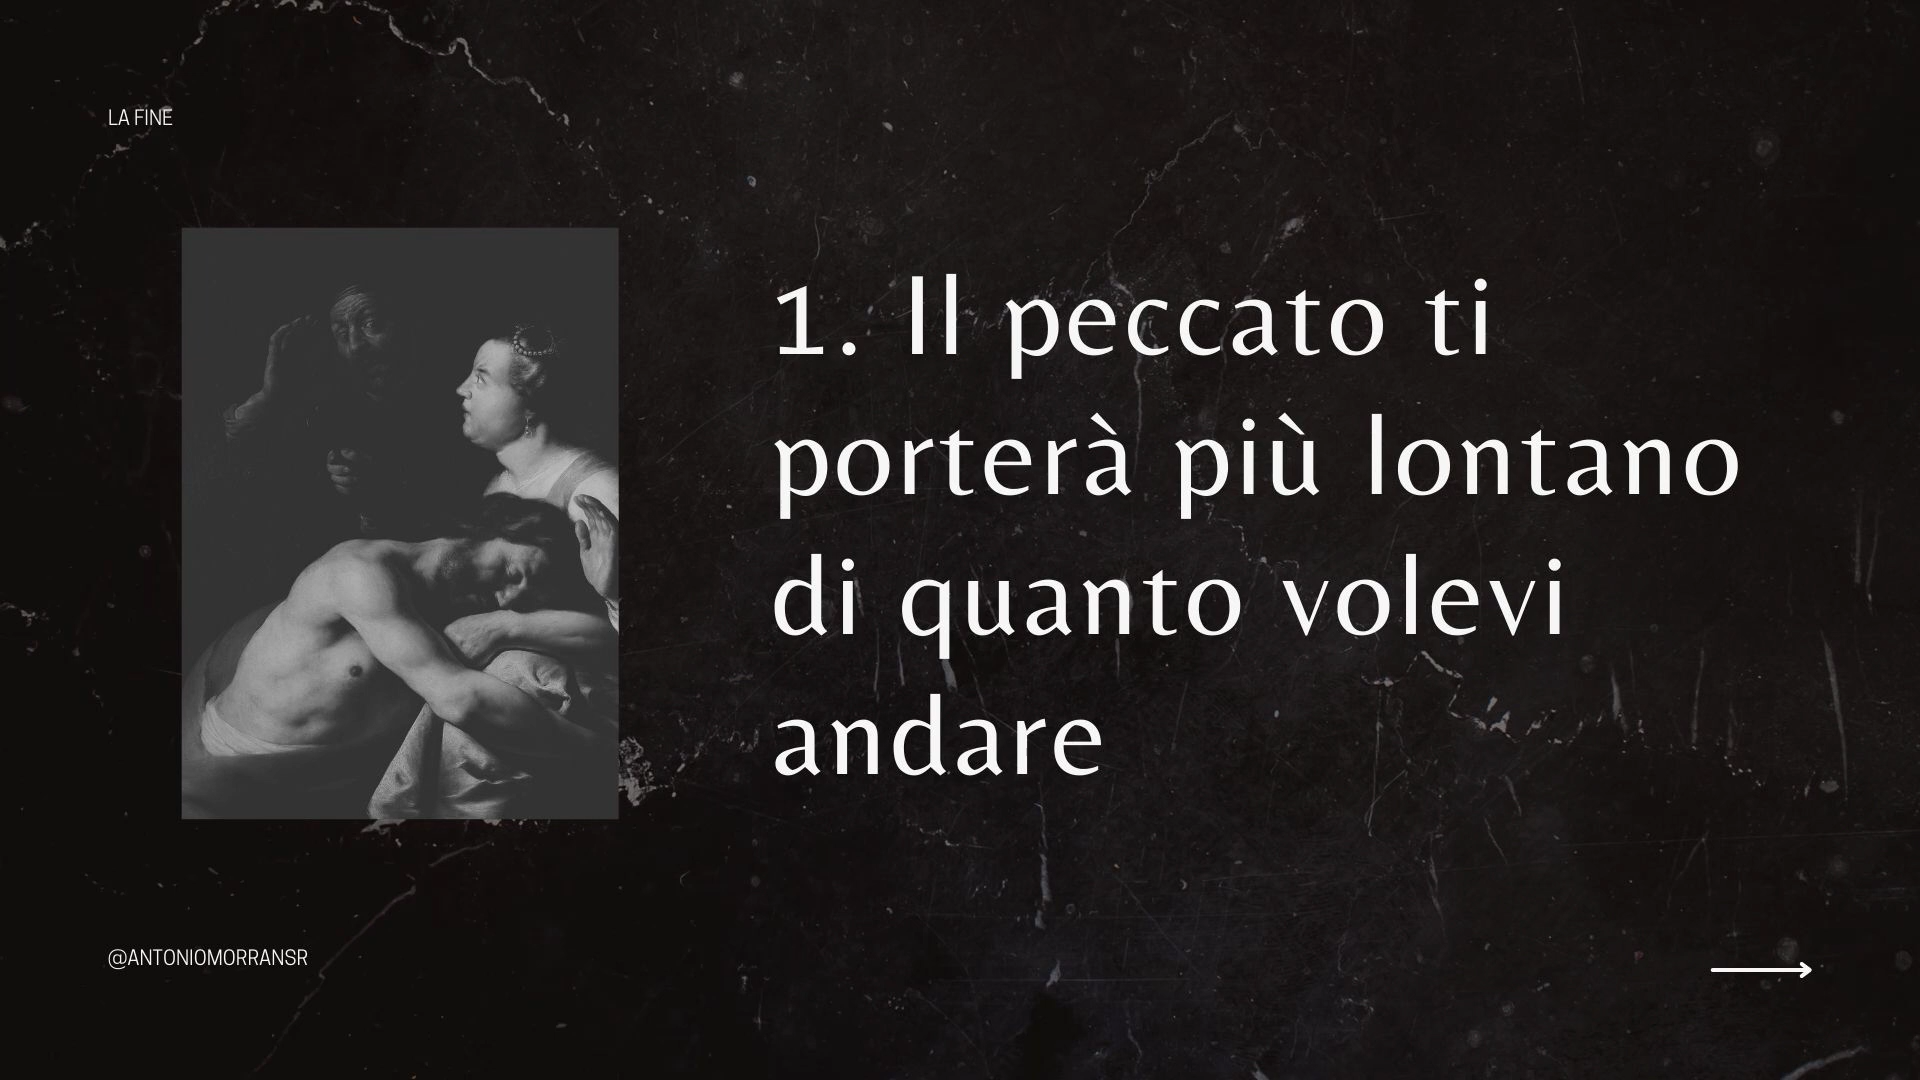 LA FINE
1. Il peccato ti
porterà più lontano
di quanto volevi
andare
@ANTONIOMORRANSR